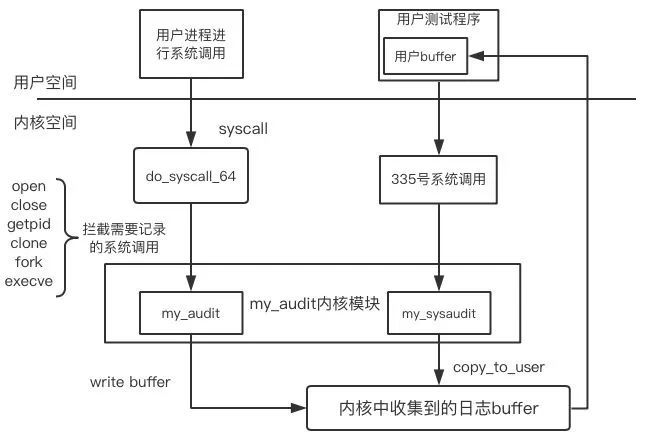 用户进程进
行系统调用
用户测试程序
用户buffer
用户空间
内核空间
syscall
do_syscall_64
335号系统调用
open
close
getpid
clone
fork
execve
拦截需要记录
的系统调用
my_audit
my_audit内核模块
my_sysaudit
write buffer
copy_to_user
内核中收集到的日志buffer